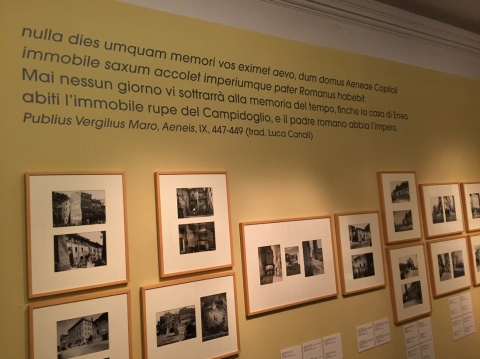 nulla dies umquam memori vos eximet aevo, dum domus Aeneae Capitoli
immobile saxum accolet imperiumque pater Romanus habebit.
Mai nessun giorno vi sottrarrà alla memoria del tempo, finché la casa di Enea
abiti l'immobile rupe del Campidoglio, e il padre romano abbia l'impero.
Publius Vergilius Maro, Aeneis, IX, 447-449 (trad. Luca Canali)